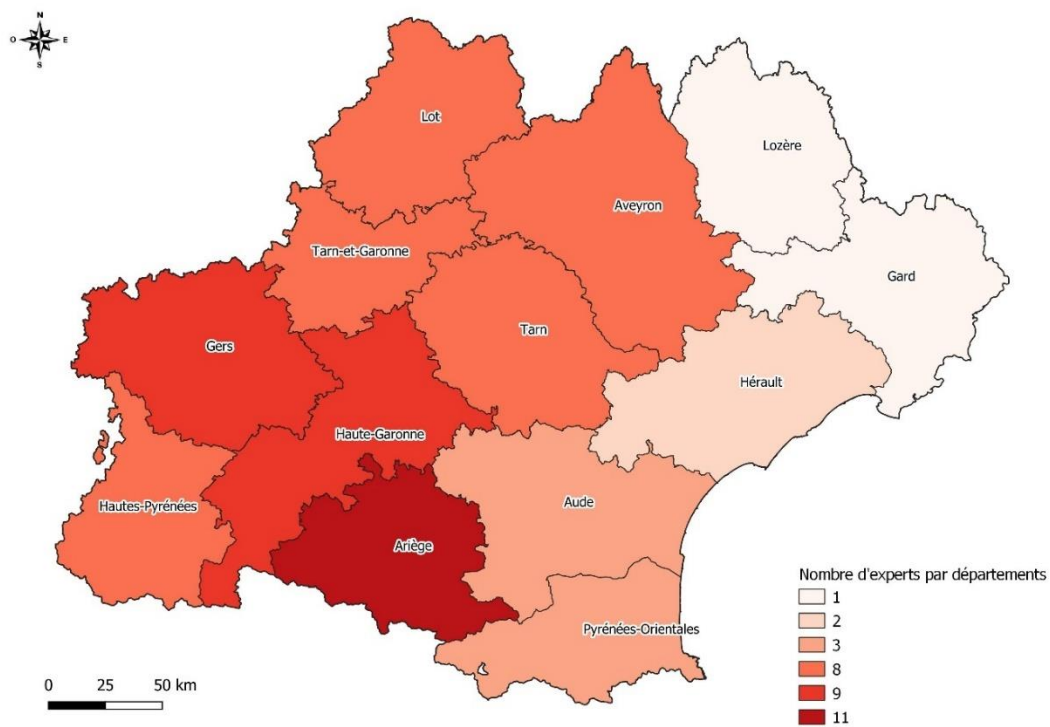 N
O E
S
Lot
Lozère
Aveyron
Tarn-et-Garonne
Gard
Tarn
Gers
Hérault
Haute-Garonne
Aude
Hautes-Pyrénées
Ariège
Pyrénées-Orientales
Nombre d'experts par départements
1
2
3
8
9
11
0 25 50 km